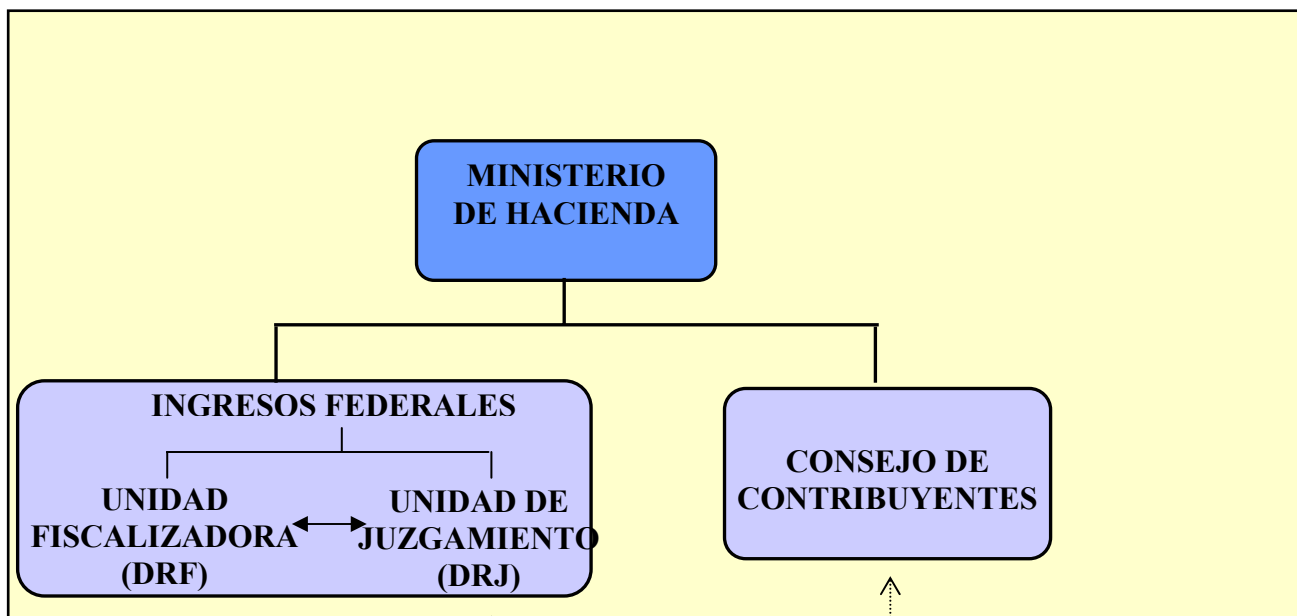 MINISTERIO
DE HACIENDA
INGRESOS FEDERALES
UNIDAD
FISCALIZADORA
(DRF)
UNIDAD DE
JUZGAMIENTO
(DRJ)
CONSEJO DE
CONTRIBUYENTES